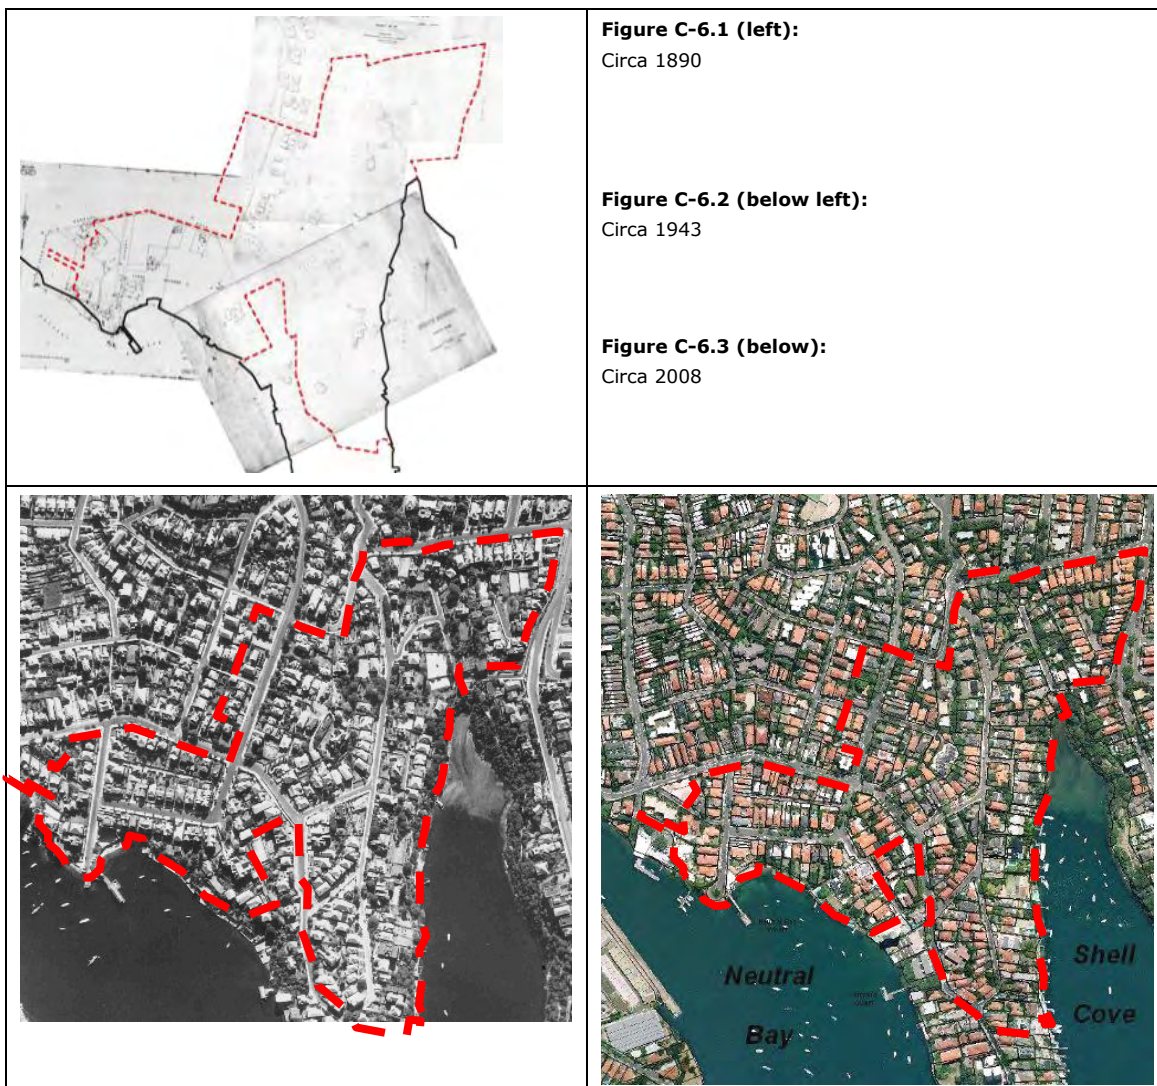 Figure C-6.1 (left):
Circa 1890
Figure C-6.2 (below left):
Circa 1943
Figure C-6.3 (below):
Circa 2008
Neutral
Bay
Shell
Cove